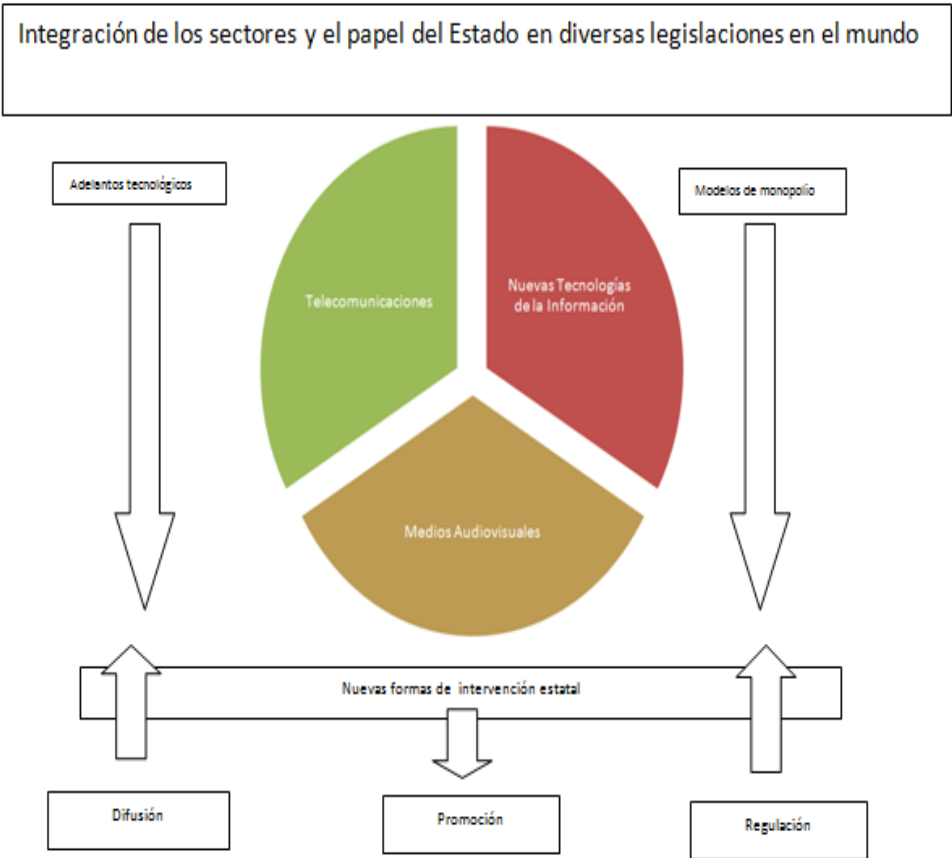 Integración de los sectores y el papel del Estado en diversas legislaciones en el mundo
Adelantos tecnológicos
Modelos de monopolio
Telecomunicaciones
Nuevas Tecnologías
de la Información
Medios Audiovisuales
Nuevas formas de intervención estatal
Difusión
Promoción
Regulación